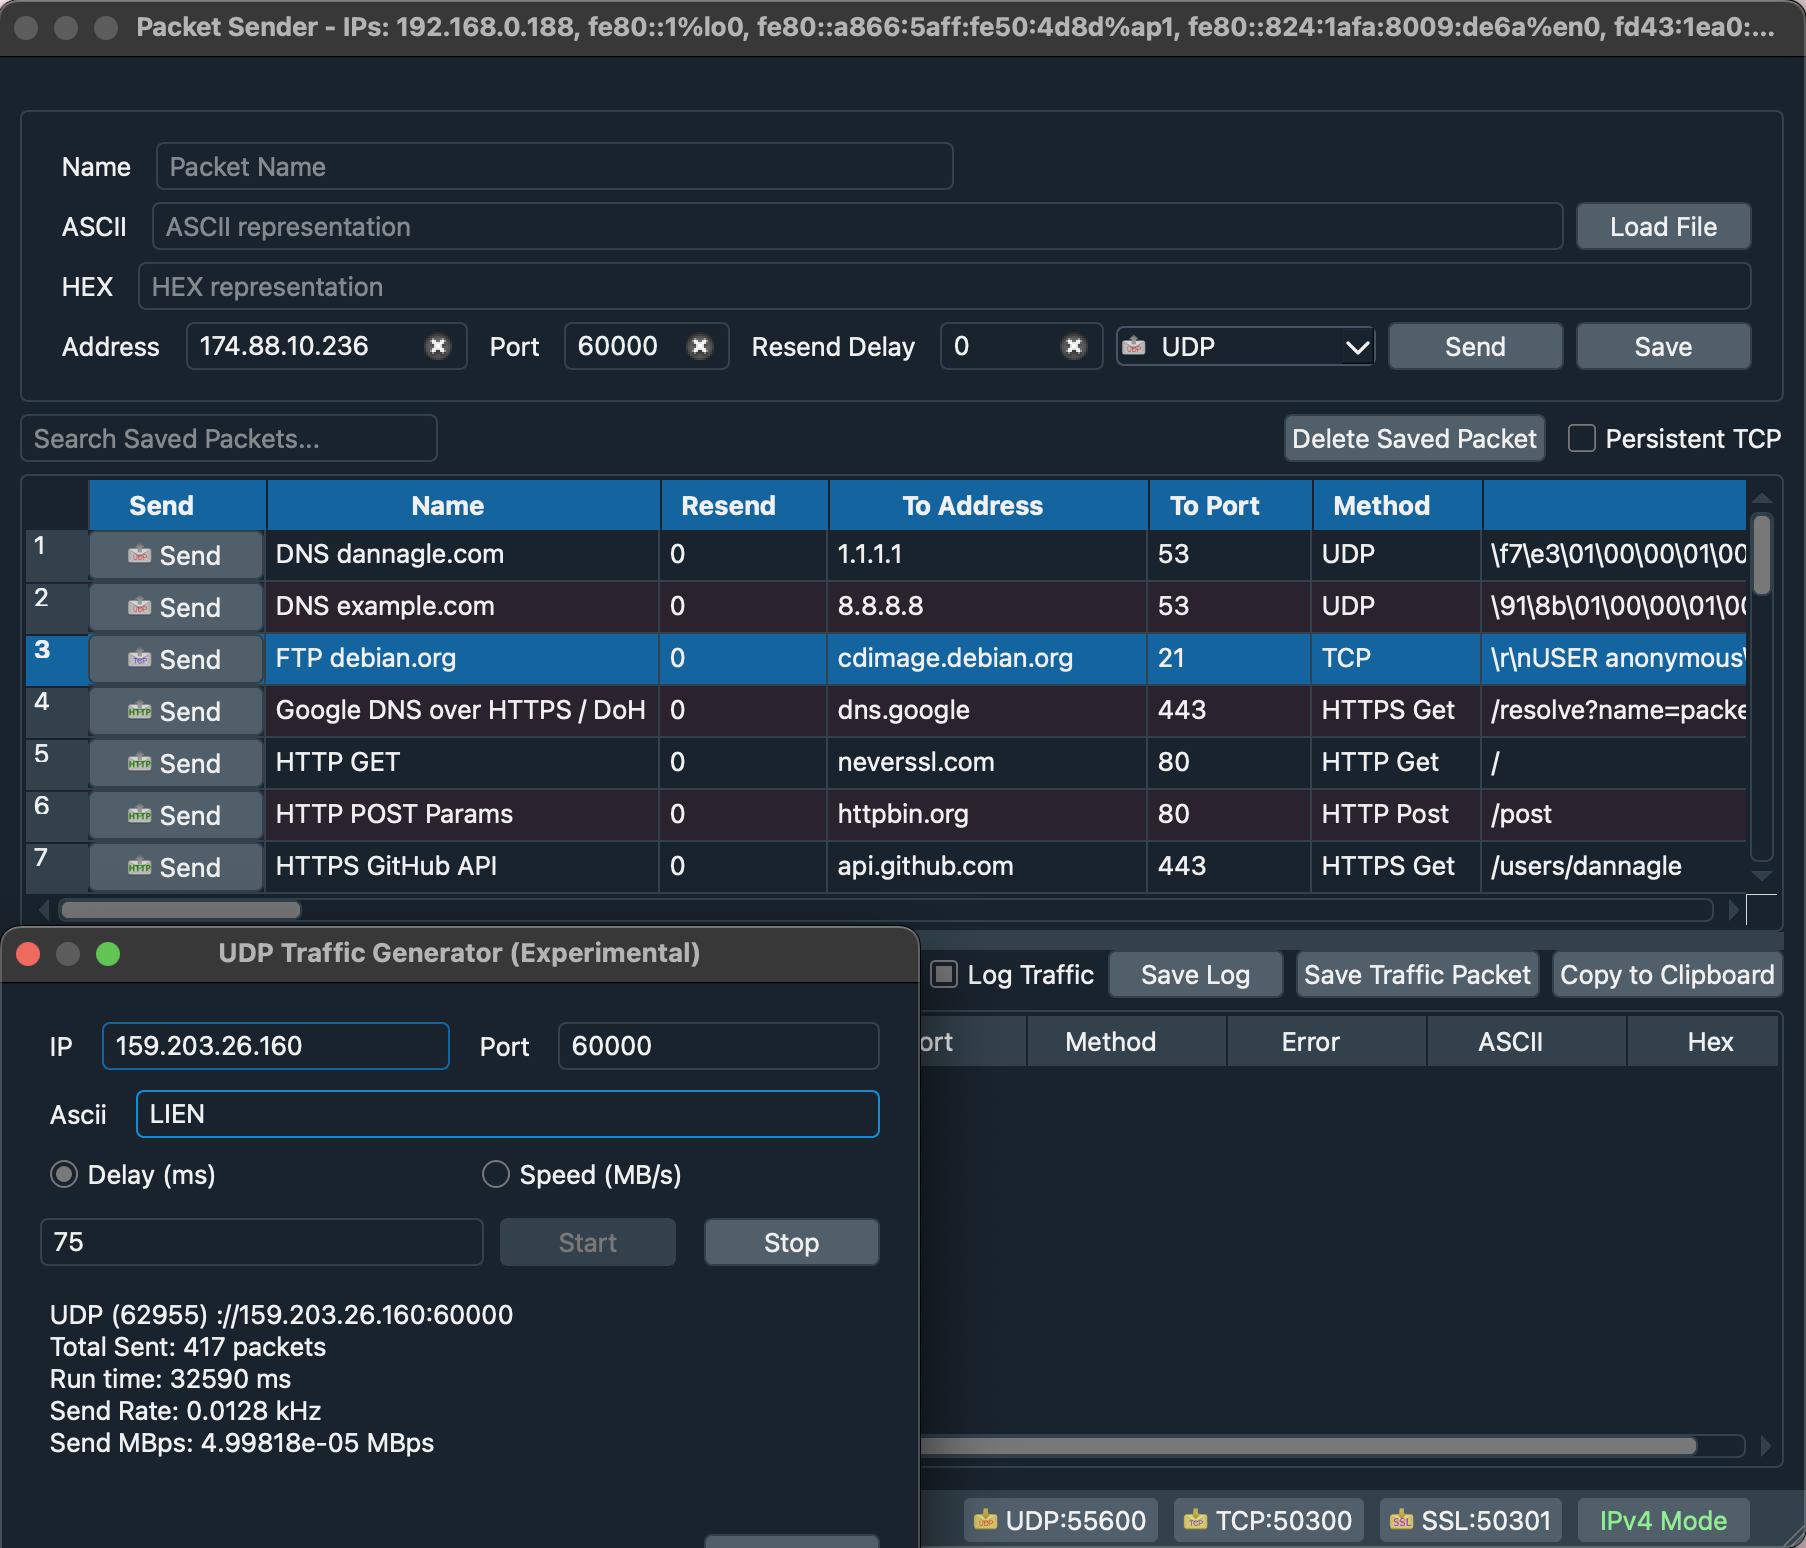 Packet Sender - IPs: 192.168.0.188, fe80::1%lo0, fe80::a866:5aff:fe50:4d8d%ap1, fe80::824:1afa:8009:de6a%en0, fd43:1ea0:...
Name Packet Name
ASCII ASCII representation Load File
HEX HEX representation
Address 174.88.10.236 Port 60000 Resend Delay 0 UDP Send Save
Search Saved Packets... Delete Saved Packet Persistent TCP
Send Name Resend To Address To Port Method
1 UDP Send DNS dannagle.com 0 1.1.1.1 53 UDP \f7\e3\01\00\00\01\00
2 UDP Send DNS example.com 0 8.8.8.8 53 UDP \91\8b\01\00\00\01\00
3 TCP Send FTP debian.org 0 cdimage.debian.org 21 TCP \r\nUSER anonymous\
4 HTTP Send Google DNS over HTTPS / DoH 0 dns.google 443 HTTPS Get /resolve?name=packe
5 HTTP Send HTTP GET 0 neverssl.com 80 HTTP Get /
6 HTTP Send HTTP POST Params 0 httpbin.org 80 HTTP Post /post
7 HTTP Send HTTPS GitHub API 0 api.github.com 443 HTTPS Get /users/dannagle
Log Traffic Save Log Save Traffic Packet Copy to Clipboard
ort Method Error ASCII Hex
UDP Traffic Generator (Experimental)
IP 159.203.26.160 Port 60000
Ascii LIEN
Delay (ms) Speed (MB/s)
75 Start Stop
UDP (62955) ://159.203.26.160:60000
Total Sent: 417 packets
Run time: 32590 ms
Send Rate: 0.0128 kHz
Send MBps: 4.99818e-05 MBps
UDP UDP:55600 TCP TCP:50300 SSL SSL:50301 IPv4 Mode